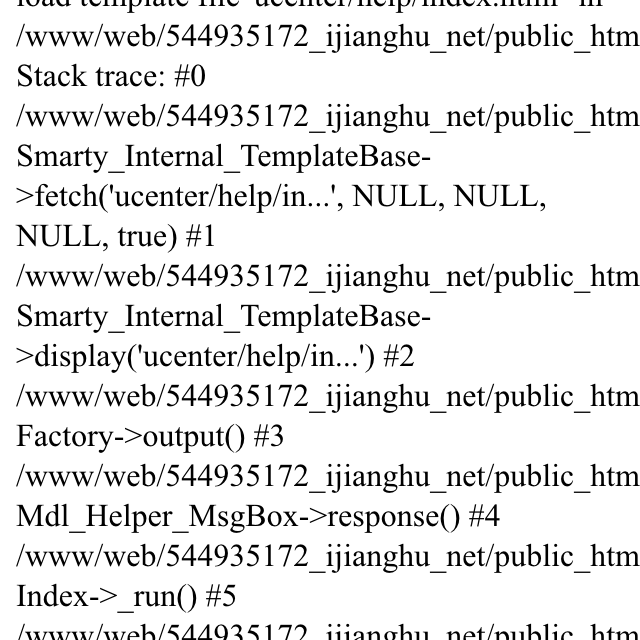 load template file 'ucenter/help/index.html' in
/www/web/544935172_ijianghu_net/public_htm
Stack trace: #0
/www/web/544935172_ijianghu_net/public_htm
Smarty_Internal_TemplateBase-
>fetch('ucenter/help/in...', NULL, NULL,
NULL, true) #1
/www/web/544935172_ijianghu_net/public_htm
Smarty_Internal_TemplateBase-
>display('ucenter/help/in...') #2
/www/web/544935172_ijianghu_net/public_htm
Factory->output() #3
/www/web/544935172_ijianghu_net/public_htm
Mdl_Helper_MsgBox->response() #4
/www/web/544935172_ijianghu_net/public_htm
Index->_run() #5
/www/web/544935172_ijianghu_net/public_htm